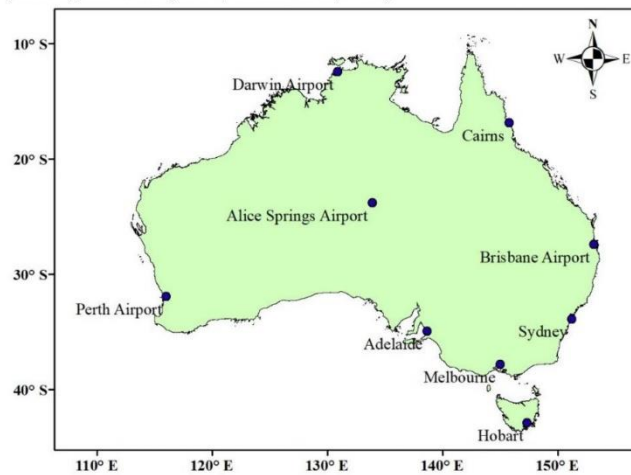 10° S
N
W E
S
Darwin Airport
Cairns
20° S
Alice Springs Airport
Brisbane Airport
30° S
Perth Airport
Sydney
Adelaide
Melbourne
40° S
Hobart
110° E 120° E 130° E 140° E 150° E